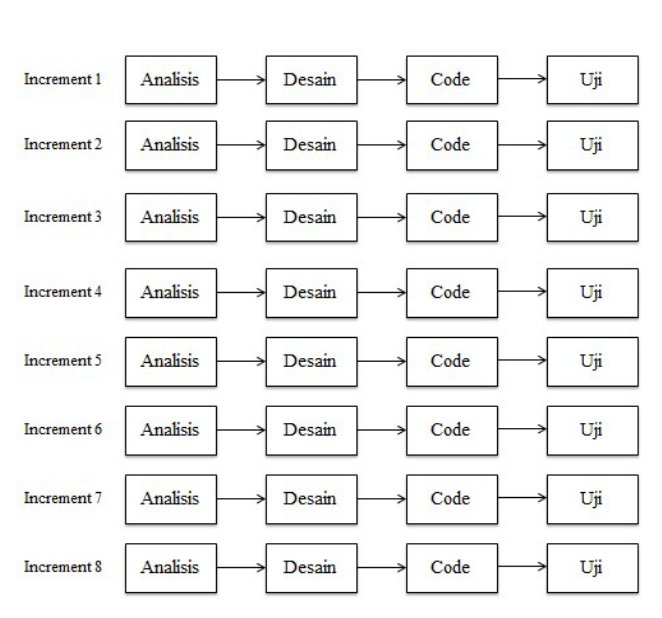 Increment 1 Analisis Desain Code Uji
Increment 2 Analisis Desain Code Uji
Increment 3 Analisis Desain Code Uji
Increment 4 Analisis Desain Code Uji
Increment 5 Analisis Desain Code Uji
Increment 6 Analisis Desain Code Uji
Increment 7 Analisis Desain Code Uji
Increment 8 Analisis Desain Code Uji